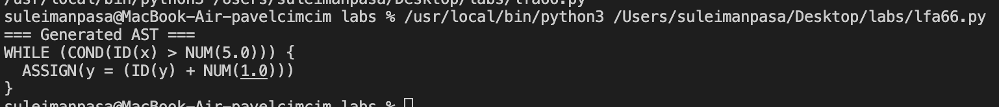 /usr/local/bin/python3 /Users/suleimanpasa/Desktop/labs/lfa66.py
suleimanpasa@MacBook-Air-pavelcimcim labs % /usr/local/bin/python3 /Users/suleimanpasa/Desktop/labs/lfa66.py
=== Generated AST ===
WHILE (COND(ID(x) > NUM(5.0))) {
  ASSIGN(y = (ID(y) + NUM(1.0)))
}
suleimanpasa@MacBook-Air-pavelcimcim labs %